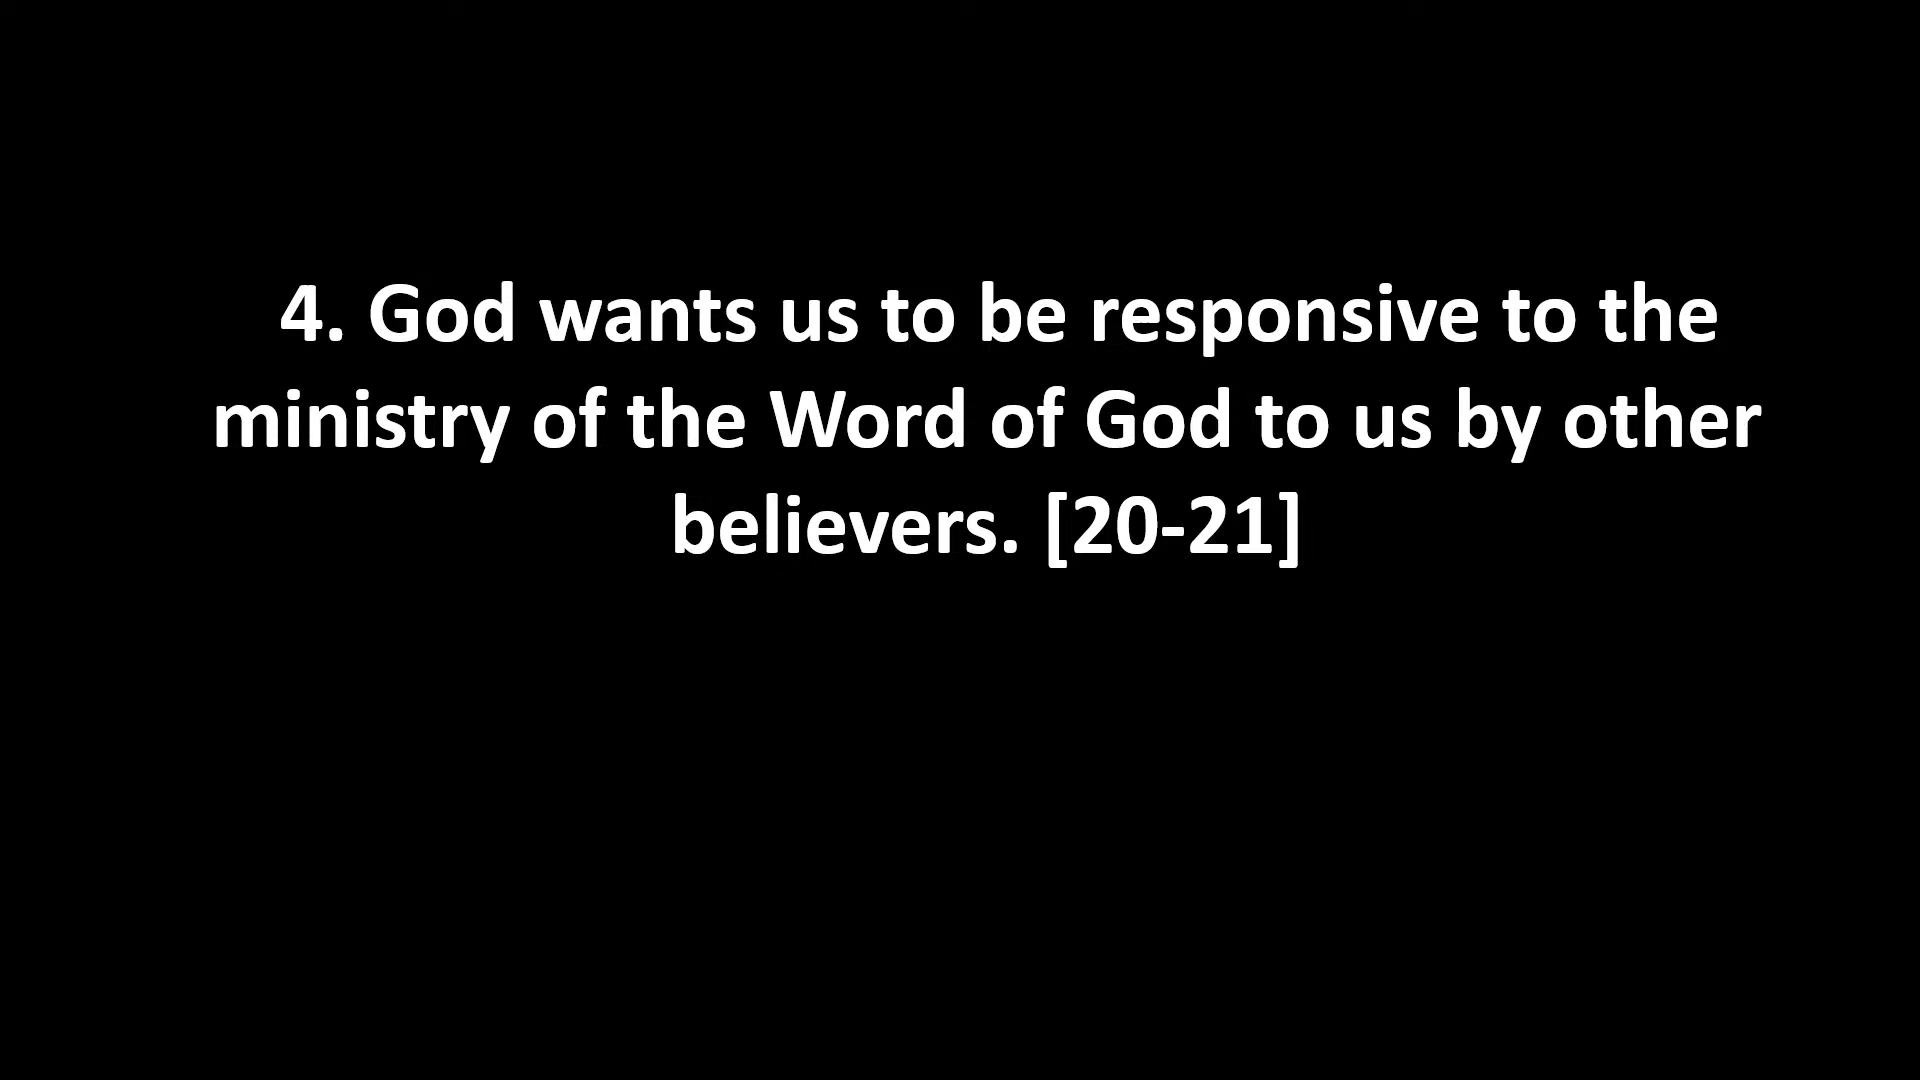 4. God wants us to be responsive to the
ministry of the Word of God to us by other
believers. [20-21]